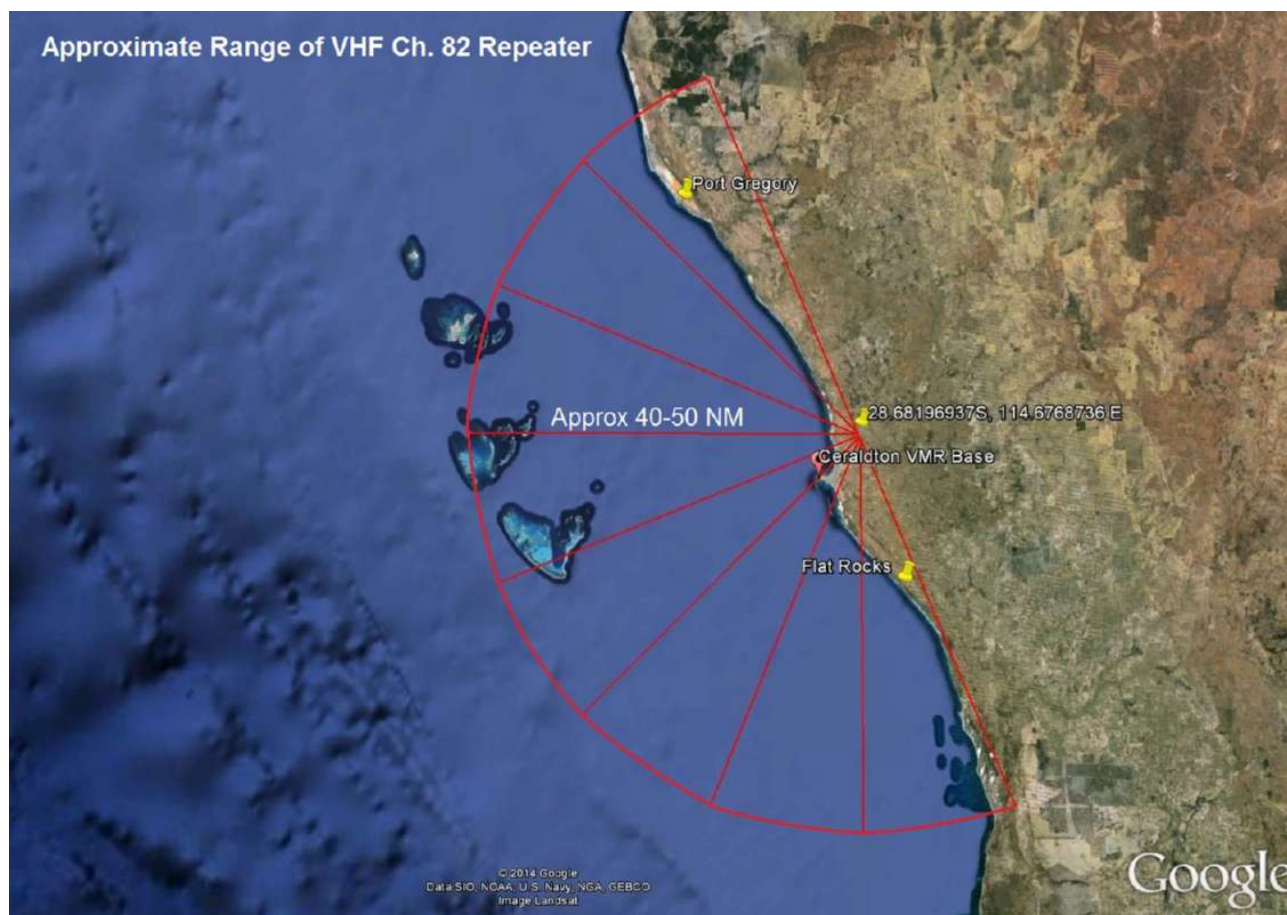 Approximate Range of VHF Ch. 82 Repeater
Port Gregory
28.68196937S, 114.6768736 E
Approx 40-50 NM
Ceraldton VMR Base
Flat Rocks
© 2014 Google
Data SIO, NOAA, U.S. Navy, NGA, GEBCO
Image Landsat
Google